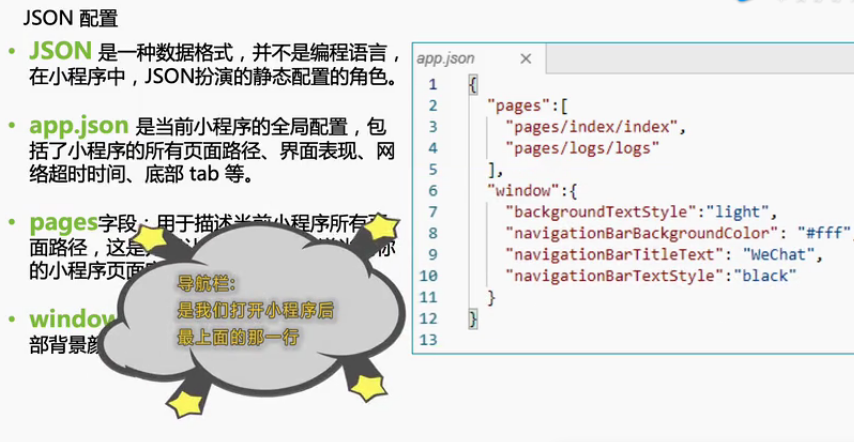 JSON 配置
• JSON 是一种数据格式，并不是编程语言，
在小程序中，JSON扮演的静态配置的角色。
• app.json 是当前小程序的全局配置，包
括了小程序的所有页面路径、界面表现、网
络超时时间、底部 tab 等。
• pages字段：用于描述当前小程序所有页
面路径，这是
你
的小程序页面
• window
部背景颜
导航栏:
是我们打开小程序后
最上面的那一行
app.json ×
1 {
2 "pages":[
3 "pages/index/index",
4 "pages/logs/logs"
5 ],
6 "window":{
7 "backgroundTextStyle":"light",
8 "navigationBarBackgroundColor": "#fff",
9 "navigationBarTitleText": "WeChat",
10 "navigationBarTextStyle":"black"
11 }
12 }
13